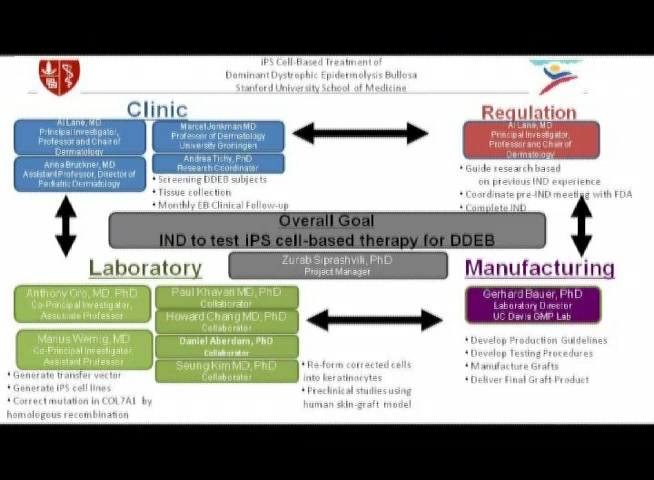 iPS Cell-Based Treatment of
Dominant Dystrophic Epidermolysis Bullosa
Stanford University School of Medicine
Clinic
Al Lane, MD
Principal Investigator,
Professor and Chair of
Dermatology
Anna Bruckner, MD
Assistant Professor, Director of
Pediatric Dermatology
Marcel Jonkman MD
Professor of Dermatology
University Groningen
Andrea Tichy, PhD
Research Coordinator
• Screening DDEB subjects
• Tissue collection
• Monthly EB Clinical Follow-up
Regulation
Al Lane, MD
Principal Investigator,
Professor and Chair of
Dermatology
• Guide research based
on previous IND experience
• Coordinate pre-IND meeting with FDA
• Complete IND
Overall Goal
IND to test iPS cell-based therapy for DDEB
Zurab Siprashvili, PhD
Project Manager
Laboratory
Anthony Oro, MD, PhD
Co-Principal Investigator,
Associate Professor
Marius Wernig, MD
Co-Principal Investigator,
Assistant Professor
• Generate transfer vector
• Generate iPS cell lines
• Correct mutation in COL7A1 by
homologous recombination
Paul Khavari MD, PhD
Collaborator
Howard Chang MD, PhD
Collaborator
Daniel Aberdam, PhD
Collaborator
Seung Kim MD, PhD
Collaborator
• Re-form corrected cells
into keratinocytes
• Preclinical studies using
human skin-graft model
Manufacturing
Gerhard Bauer, PhD
Laboratory Director
UC Davis GMP Lab
• Develop Production Guidelines
• Develop Testing Procedures
• Manufacture Grafts
• Deliver Final Graft Product